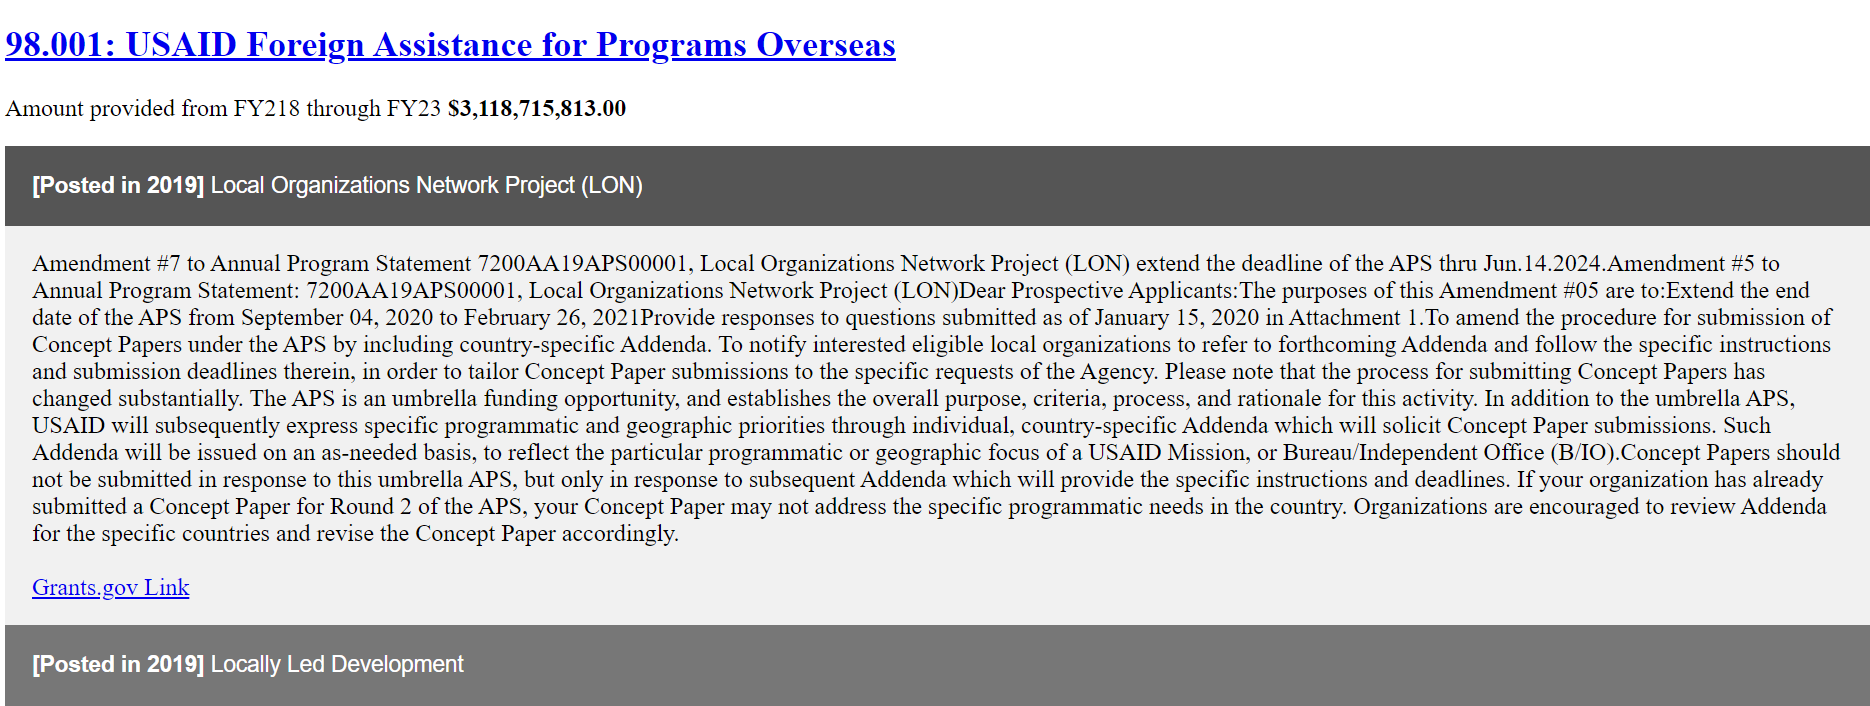 98.001: USAID Foreign Assistance for Programs Overseas
Amount provided from FY218 through FY23 $3,118,715,813.00
[Posted in 2019] Local Organizations Network Project (LON)
Amendment #7 to Annual Program Statement 7200AA19APS00001, Local Organizations Network Project (LON) extend the deadline of the APS thru Jun.14.2024.Amendment #5 to
Annual Program Statement: 7200AA19APS00001, Local Organizations Network Project (LON)Dear Prospective Applicants:The purposes of this Amendment #05 are to:Extend the end
date of the APS from September 04, 2020 to February 26, 2021Provide responses to questions submitted as of January 15, 2020 in Attachment 1.To amend the procedure for submission of
Concept Papers under the APS by including country-specific Addenda. To notify interested eligible local organizations to refer to forthcoming Addenda and follow the specific instructions
and submission deadlines therein, in order to tailor Concept Paper submissions to the specific requests of the Agency. Please note that the process for submitting Concept Papers has
changed substantially. The APS is an umbrella funding opportunity, and establishes the overall purpose, criteria, process, and rationale for this activity. In addition to the umbrella APS,
USAID will subsequently express specific programmatic and geographic priorities through individual, country-specific Addenda which will solicit Concept Paper submissions. Such
Addenda will be issued on an as-needed basis, to reflect the particular programmatic or geographic focus of a USAID Mission, or Bureau/Independent Office (B/IO).Concept Papers should
not be submitted in response to this umbrella APS, but only in response to subsequent Addenda which will provide the specific instructions and deadlines. If your organization has already
submitted a Concept Paper for Round 2 of the APS, your Concept Paper may not address the specific programmatic needs in the country. Organizations are encouraged to review Addenda
for the specific countries and revise the Concept Paper accordingly.
Grants.gov Link
[Posted in 2019] Locally Led Development